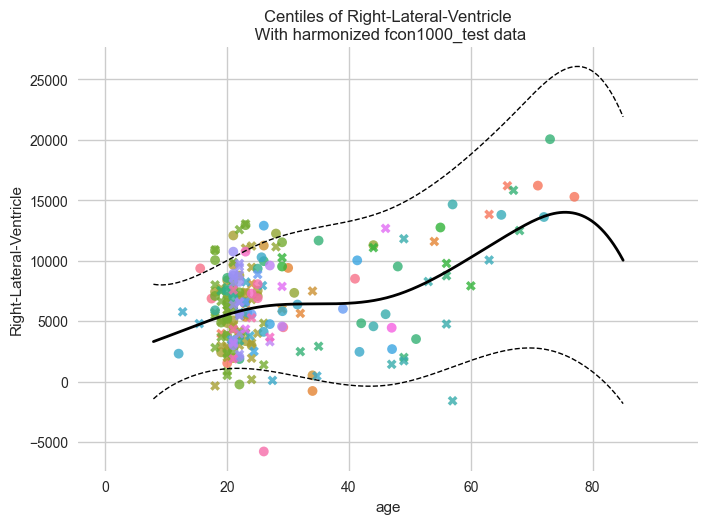 Centiles of Right-Lateral-Ventricle
With harmonized fcon1000_test data
25000
20000
15000
10000
5000
0
−5000
Right-Lateral-Ventricle
0 20 40 60 80
age